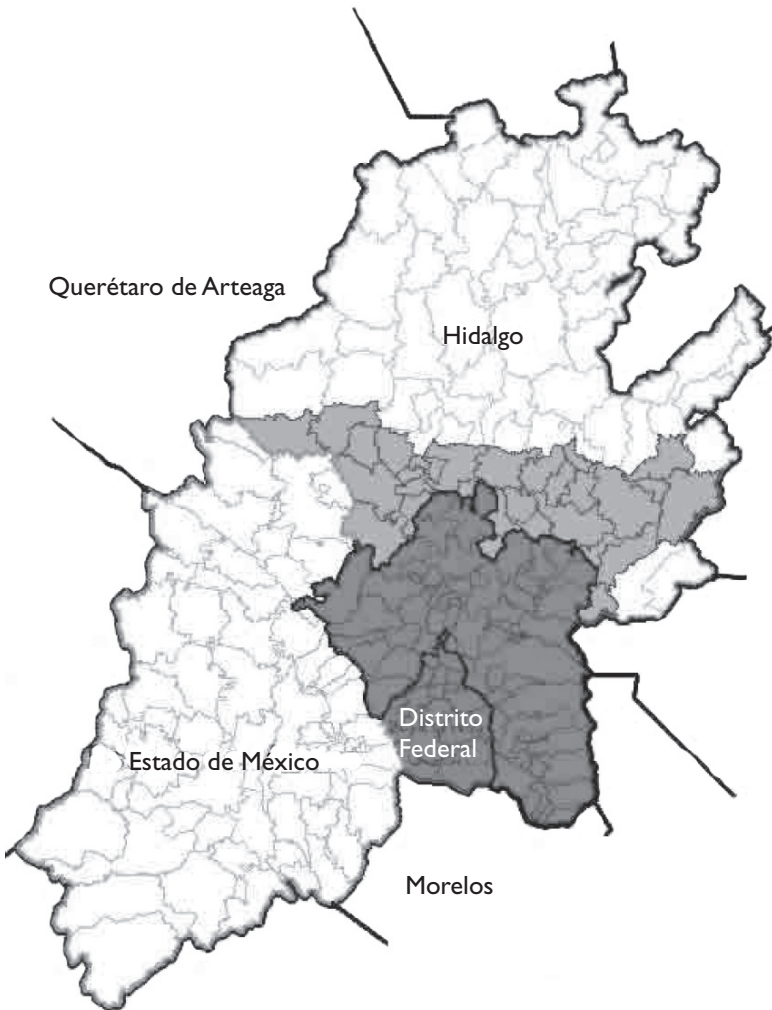 Querétaro de Arteaga
Hidalgo
Distrito
Federal
Estado de México
Morelos